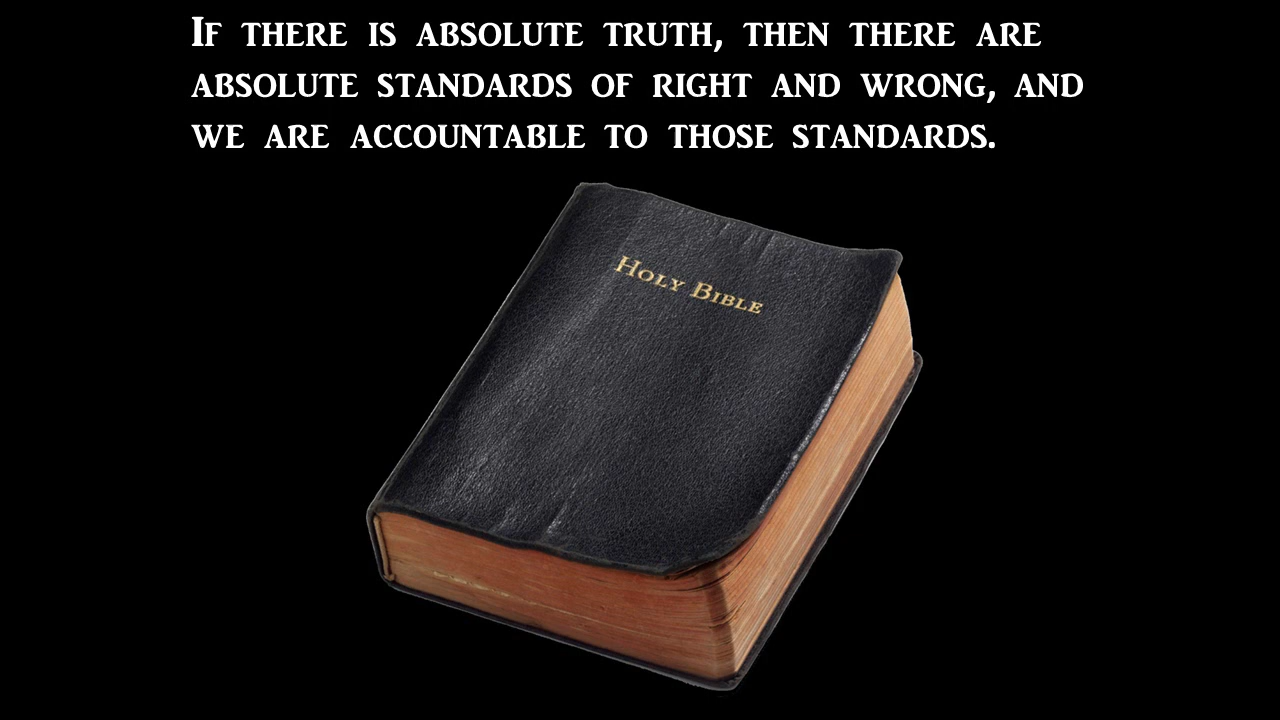 If there is absolute truth, then there are
absolute standards of right and wrong, and
we are accountable to those standards.
Holy Bible